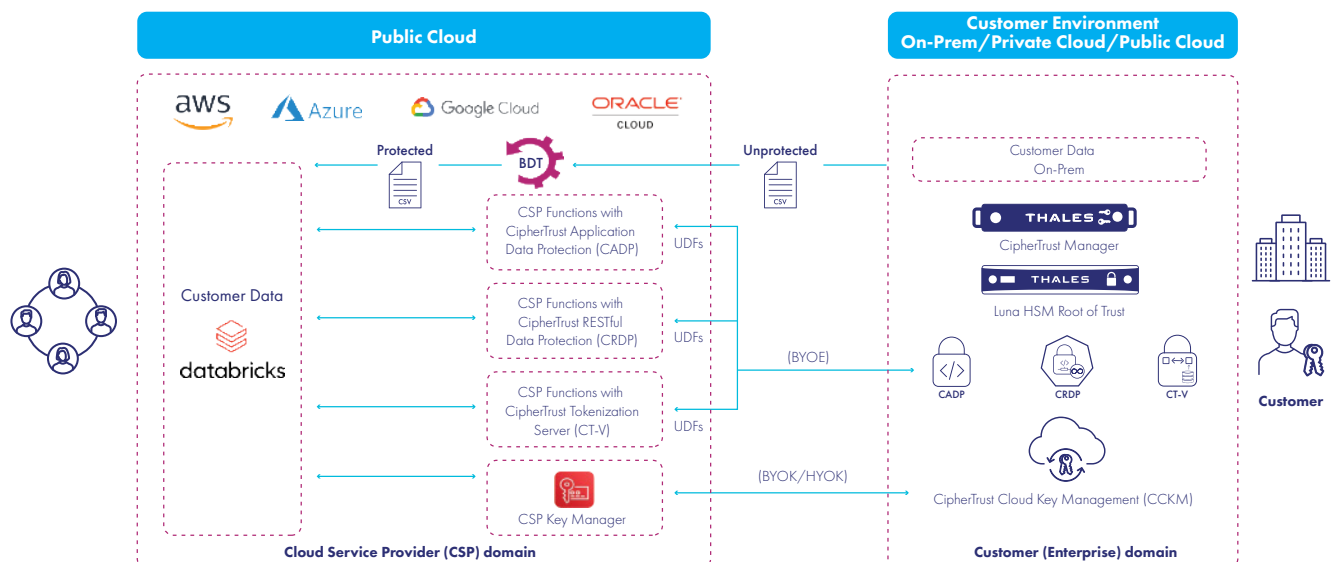 Public Cloud
Customer Environment
On-Prem/Private Cloud/Public Cloud
aws
Azure
Google Cloud
ORACLE
CLOUD
Protected
CSV
BDT
Unprotected
CSV
Customer Data
On-Prem
THALES
CipherTrust Manager
THALES
Luna HSM Root of Trust
CADP
CRDP
CT-V
CipherTrust Cloud Key Management (CCKM)
Customer
Customer Data
databricks
CSP Functions with
CipherTrust Application
Data Protection (CADP)
UDFs
CSP Functions with
CipherTrust RESTful
Data Protection (CRDP)
UDFs
(BYOE)
CSP Functions with
CipherTrust Tokenization
Server (CT-V)
UDFs
(BYOK/HYOK)
CSP Key Manager
Cloud Service Provider (CSP) domain
Customer (Enterprise) domain